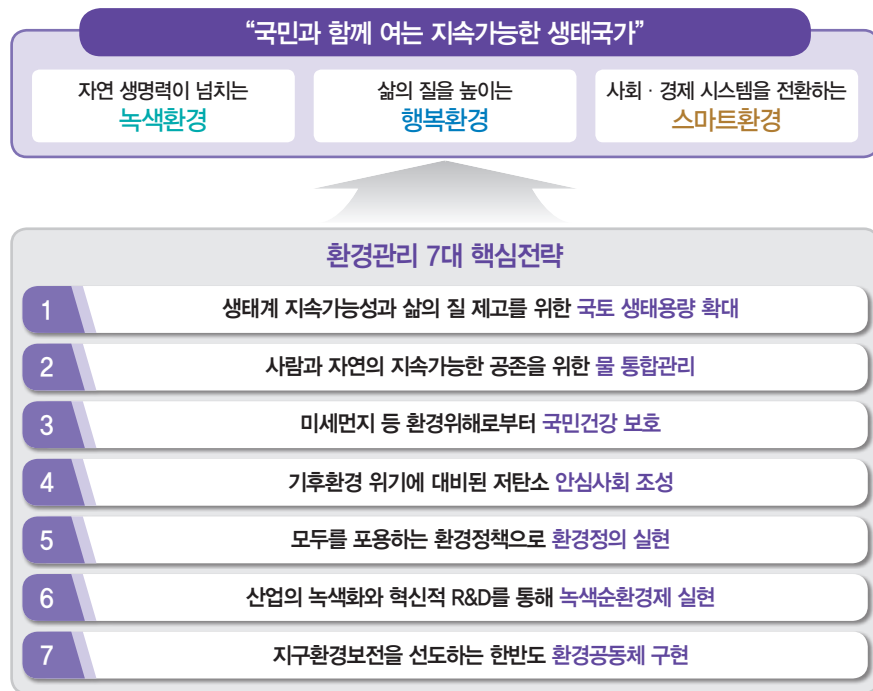 “국민과 함께 여는 지속가능한 생태국가”
자연 생명력이 넘치는
녹색환경
삶의 질을 높이는
행복환경
사회 · 경제 시스템을 전환하는
스마트환경
환경관리 7대 핵심전략
1 생태계 지속가능성과 삶의 질 제고를 위한 국토 생태용량 확대
2 사람과 자연의 지속가능한 공존을 위한 물 통합관리
3 미세먼지 등 환경위해로부터 국민건강 보호
4 기후환경 위기에 대비된 저탄소 안심사회 조성
5 모두를 포용하는 환경정책으로 환경정의 실현
6 산업의 녹색화와 혁신적 R&D를 통해 녹색순환경제 실현
7 지구환경보전을 선도하는 한반도 환경공동체 구현